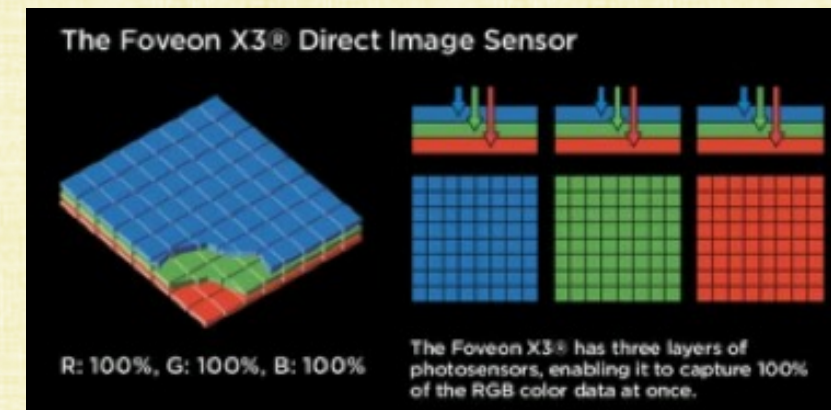 The Foveon X3® Direct Image Sensor
R: 100%, G: 100%, B: 100%
The Foveon X3® has three layers of
photosensors, enabling it to capture 100%
of the RGB color data at once.